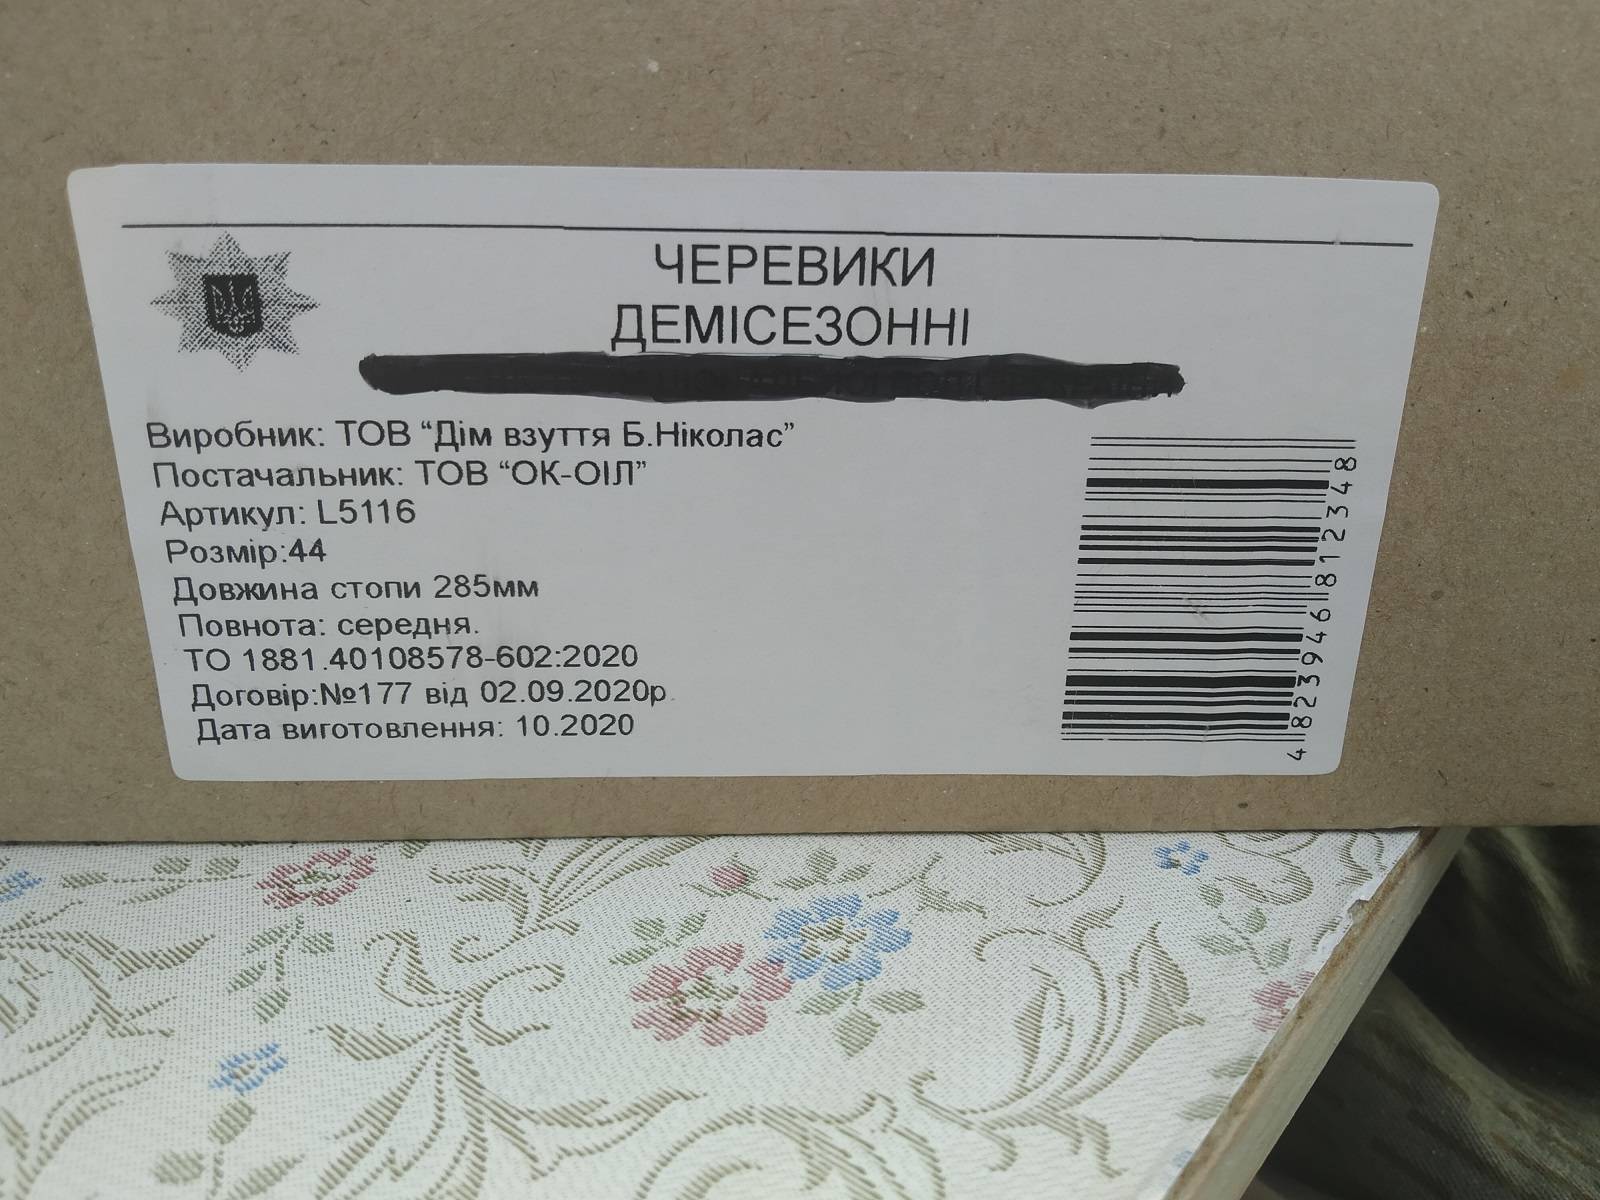 ЧЕРЕВИКИ
ДЕМІСЕЗОННІ
Виробник: ТОВ “Дім взуття Б.Ніколас”
Постачальник: ТОВ “ОК-ОІЛ”
Артикул: L5116
Розмір:44
Довжина стопи 285мм
Повнота: середня.
ТО 1881.40108578-602:2020
Договір:№177 від 02.09.2020р.
Дата виготовлення: 10.2020
4823946812348